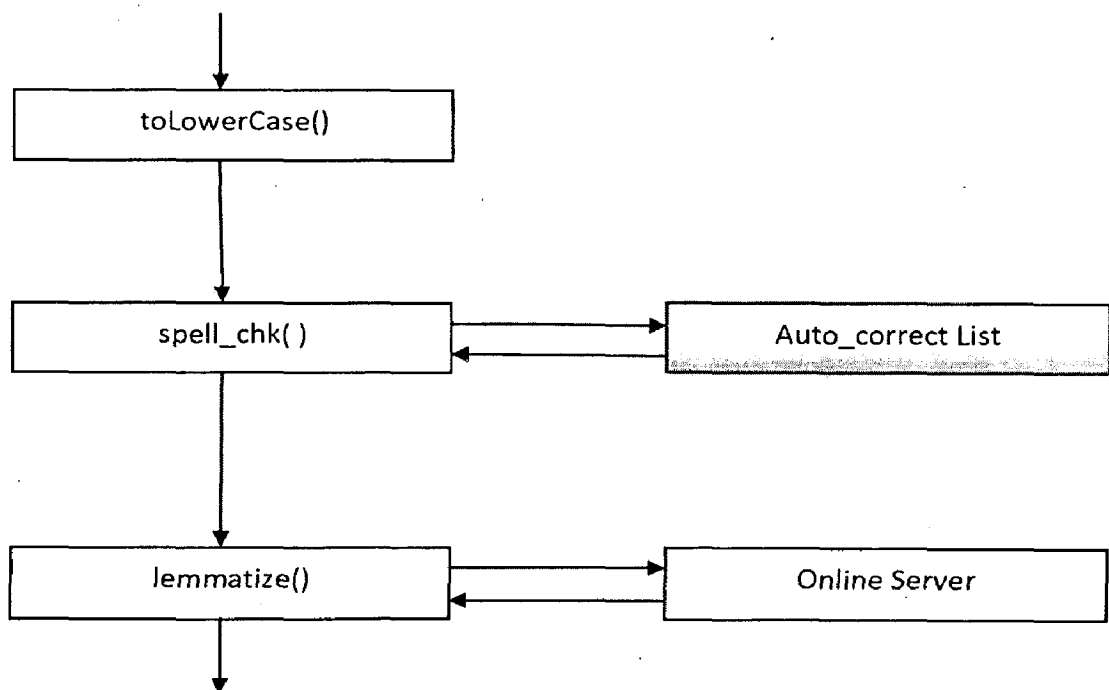 toLowerCase()
spell_chk( )
Auto_correct List
lemmatize()
Online Server